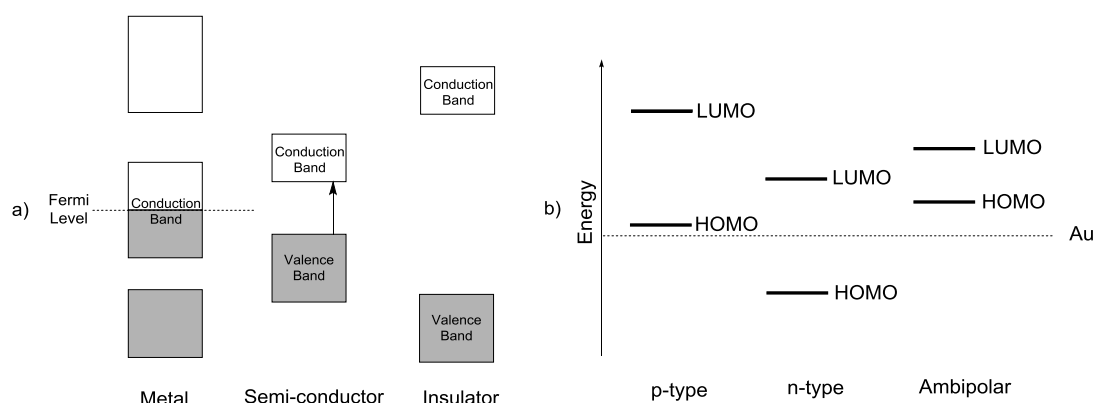 a)
Fermi
Level
Conduction
Band
Metal
Conduction
Band
Valence
Band
Semi-conductor
Conduction
Band
Valence
Band
Insulator
b)
Energy
LUMO
HOMO
p-type
LUMO
HOMO
n-type
LUMO
HOMO
Ambipolar
Au